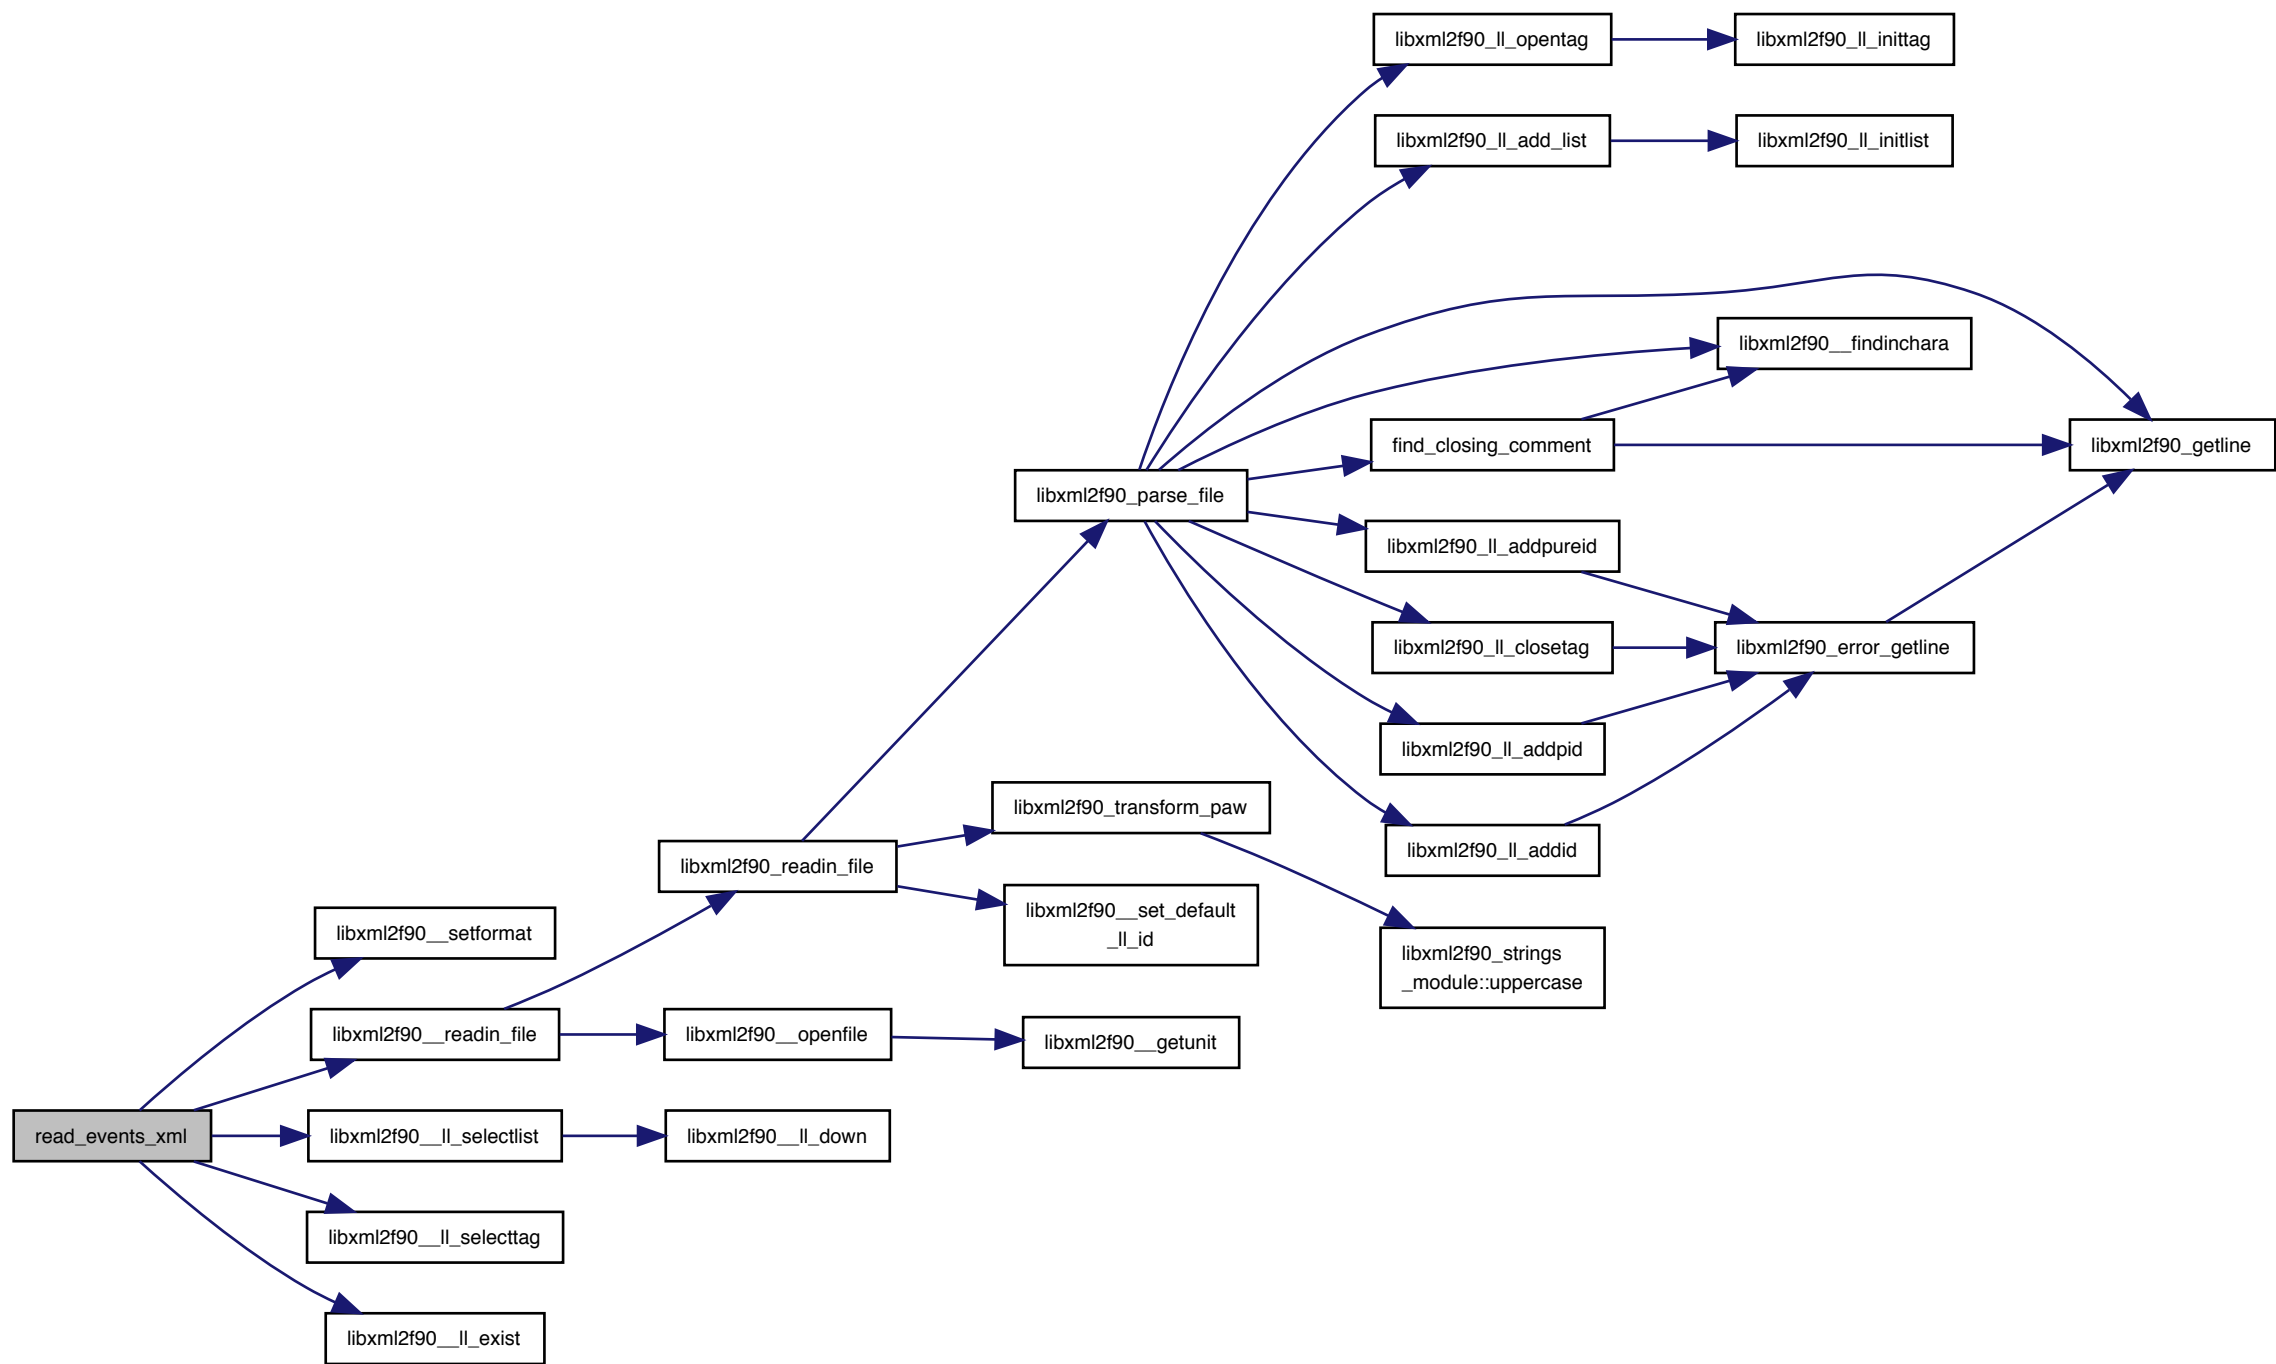 libxml2f90_ll_opentag
libxml2f90_ll_inittag
libxml2f90_ll_add_list
libxml2f90_ll_initlist
libxml2f90__findinchara
find_closing_comment
libxml2f90_getline
libxml2f90_parse_file
libxml2f90_ll_addpureid
libxml2f90_ll_closetag
libxml2f90_error_getline
libxml2f90_ll_addpid
libxml2f90_transform_paw
libxml2f90_ll_addid
libxml2f90_readin_file
libxml2f90__set_default
_ll_id
libxml2f90__setformat
libxml2f90_strings
_module::uppercase
libxml2f90__readin_file
libxml2f90__openfile
libxml2f90__getunit
read_events_xml
libxml2f90__ll_selectlist
libxml2f90__ll_down
libxml2f90__ll_selecttag
libxml2f90__ll_exist